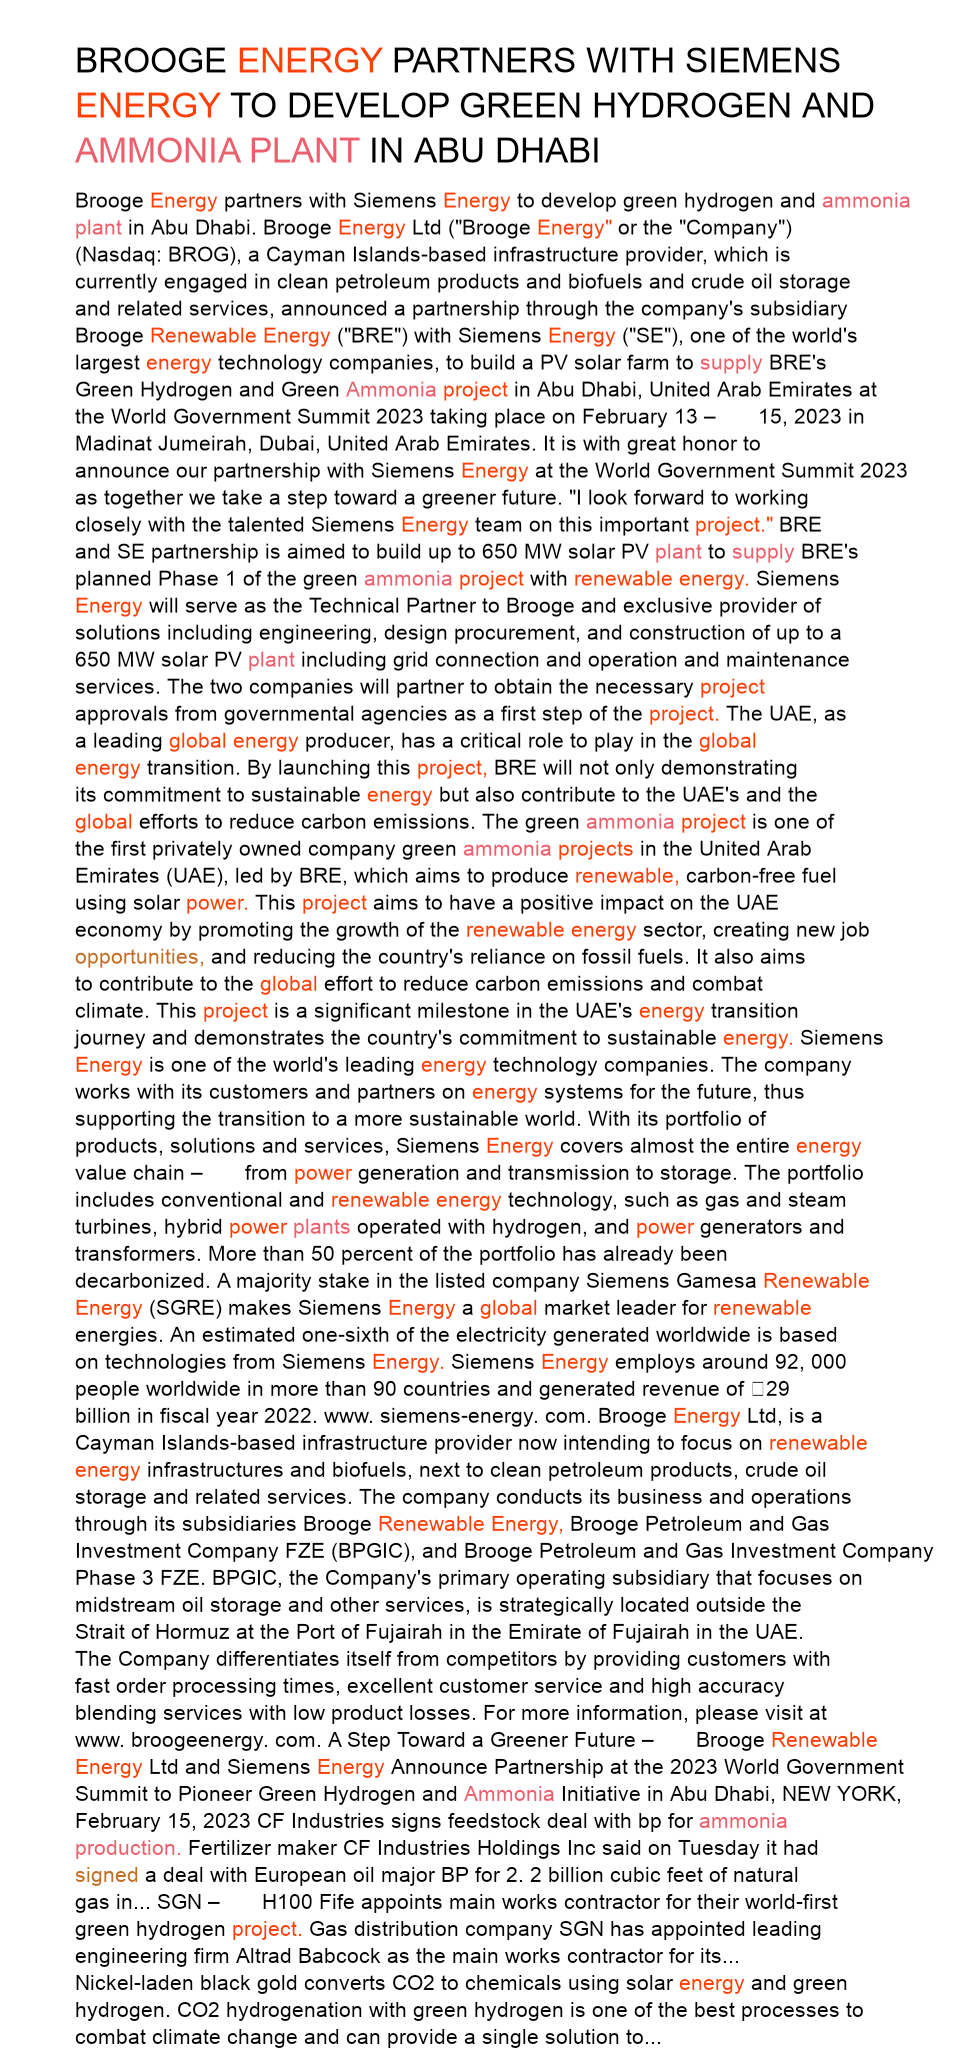 BROOGE ENERGY PARTNERS WITH SIEMENS
ENERGY TO DEVELOP GREEN HYDROGEN AND
AMMONIA PLANT IN ABU DHABI
Brooge Energy partners with Siemens Energy to develop green hydrogen and ammonia
plant in Abu Dhabi. Brooge Energy Ltd ("Brooge Energy" or the "Company")
(Nasdaq: BROG), a Cayman Islands-based infrastructure provider, which is
currently engaged in clean petroleum products and biofuels and crude oil storage
and related services, announced a partnership through the company's subsidiary
Brooge Renewable Energy ("BRE") with Siemens Energy ("SE"), one of the world's
largest energy technology companies, to build a PV solar farm to supply BRE's
Green Hydrogen and Green Ammonia project in Abu Dhabi, United Arab Emirates at
the World Government Summit 2023 taking place on February 13 – 15, 2023 in
Madinat Jumeirah, Dubai, United Arab Emirates. It is with great honor to
announce our partnership with Siemens Energy at the World Government Summit 2023
as together we take a step toward a greener future. "I look forward to working
closely with the talented Siemens Energy team on this important project." BRE
and SE partnership is aimed to build up to 650 MW solar PV plant to supply BRE's
planned Phase 1 of the green ammonia project with renewable energy. Siemens
Energy will serve as the Technical Partner to Brooge and exclusive provider of
solutions including engineering, design procurement, and construction of up to a
650 MW solar PV plant including grid connection and operation and maintenance
services. The two companies will partner to obtain the necessary project
approvals from governmental agencies as a first step of the project. The UAE, as
a leading global energy producer, has a critical role to play in the global
energy transition. By launching this project, BRE will not only demonstrating
its commitment to sustainable energy but also contribute to the UAE's and the
global efforts to reduce carbon emissions. The green ammonia project is one of
the first privately owned company green ammonia projects in the United Arab
Emirates (UAE), led by BRE, which aims to produce renewable, carbon-free fuel
using solar power. This project aims to have a positive impact on the UAE
economy by promoting the growth of the renewable energy sector, creating new job
opportunities, and reducing the country's reliance on fossil fuels. It also aims
to contribute to the global effort to reduce carbon emissions and combat
climate. This project is a significant milestone in the UAE's energy transition
journey and demonstrates the country's commitment to sustainable energy. Siemens
Energy is one of the world's leading energy technology companies. The company
works with its customers and partners on energy systems for the future, thus
supporting the transition to a more sustainable world. With its portfolio of
products, solutions and services, Siemens Energy covers almost the entire energy
value chain – from power generation and transmission to storage. The portfolio
includes conventional and renewable energy technology, such as gas and steam
turbines, hybrid power plants operated with hydrogen, and power generators and
transformers. More than 50 percent of the portfolio has already been
decarbonized. A majority stake in the listed company Siemens Gamesa Renewable
Energy (SGRE) makes Siemens Energy a global market leader for renewable
energies. An estimated one-sixth of the electricity generated worldwide is based
on technologies from Siemens Energy. Siemens Energy employs around 92, 000
people worldwide in more than 90 countries and generated revenue of 29
billion in fiscal year 2022. www. siemens-energy. com. Brooge Energy Ltd, is a
Cayman Islands-based infrastructure provider now intending to focus on renewable
energy infrastructures and biofuels, next to clean petroleum products, crude oil
storage and related services. The company conducts its business and operations
through its subsidiaries Brooge Renewable Energy, Brooge Petroleum and Gas
Investment Company FZE (BPGIC), and Brooge Petroleum and Gas Investment Company
Phase 3 FZE. BPGIC, the Company's primary operating subsidiary that focuses on
midstream oil storage and other services, is strategically located outside the
Strait of Hormuz at the Port of Fujairah in the Emirate of Fujairah in the UAE.
The Company differentiates itself from competitors by providing customers with
fast order processing times, excellent customer service and high accuracy
blending services with low product losses. For more information, please visit at
www. broogeenergy. com. A Step Toward a Greener Future – Brooge Renewable
Energy Ltd and Siemens Energy Announce Partnership at the 2023 World Government
Summit to Pioneer Green Hydrogen and Ammonia Initiative in Abu Dhabi, NEW YORK,
February 15, 2023 CF Industries signs feedstock deal with bp for ammonia
production. Fertilizer maker CF Industries Holdings Inc said on Tuesday it had
signed a deal with European oil major BP for 2. 2 billion cubic feet of natural
gas in... SGN – H100 Fife appoints main works contractor for their world-first
green hydrogen project. Gas distribution company SGN has appointed leading
engineering firm Altrad Babcock as the main works contractor for its...
Nickel-laden black gold converts CO2 to chemicals using solar energy and green
hydrogen. CO2 hydrogenation with green hydrogen is one of the best processes to
combat climate change and can provide a single solution to...